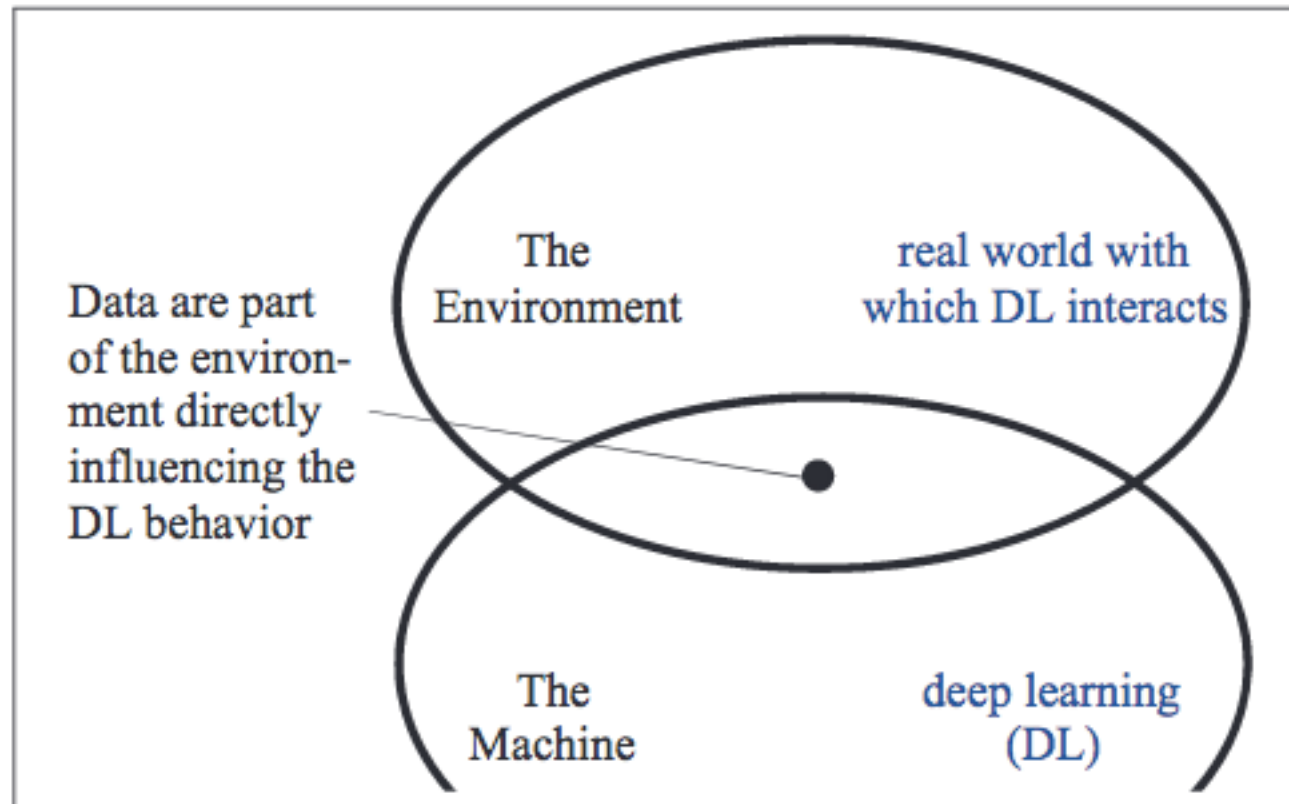 The
Environment
real world with
which DL interacts
Data are part
of the environ-
ment directly
influencing the
DL behavior
The
Machine
deep learning
(DL)